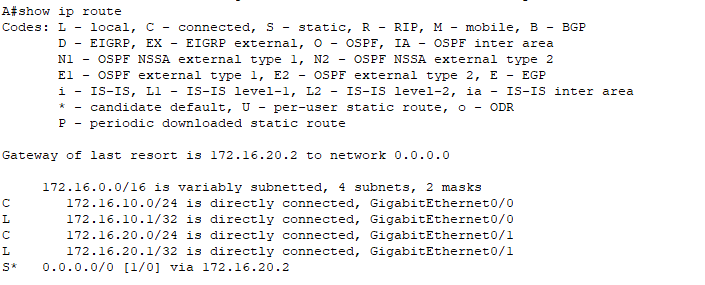 A#show ip route
Codes: L - local, C - connected, S - static, R - RIP, M - mobile, B - BGP
D - EIGRP, EX - EIGRP external, O - OSPF, IA - OSPF inter area
N1 - OSPF NSSA external type 1, N2 - OSPF NSSA external type 2
E1 - OSPF external type 1, E2 - OSPF external type 2, E - EGP
i - IS-IS, L1 - IS-IS level-1, L2 - IS-IS level-2, ia - IS-IS inter area
* - candidate default, U - per-user static route, o - ODR
P - periodic downloaded static route
Gateway of last resort is 172.16.20.2 to network 0.0.0.0
172.16.0.0/16 is variably subnetted, 4 subnets, 2 masks
C 172.16.10.0/24 is directly connected, GigabitEthernet0/0
L 172.16.10.1/32 is directly connected, GigabitEthernet0/0
C 172.16.20.0/24 is directly connected, GigabitEthernet0/1
L 172.16.20.1/32 is directly connected, GigabitEthernet0/1
S* 0.0.0.0/0 [1/0] via 172.16.20.2